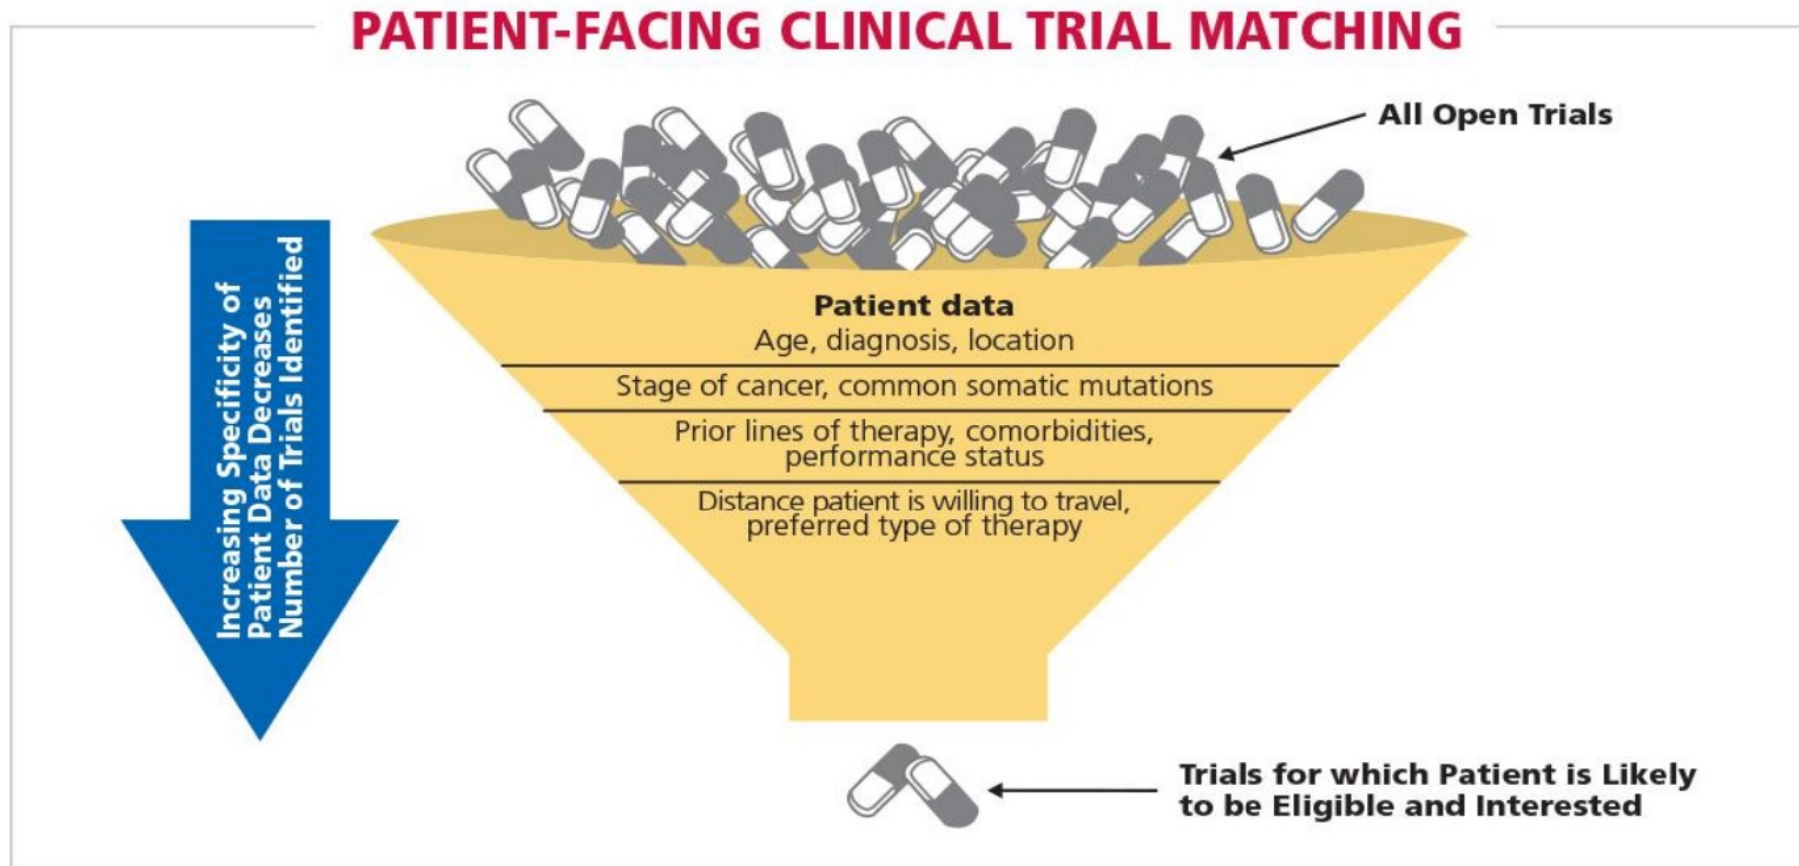 PATIENT-FACING CLINICAL TRIAL MATCHING
All Open Trials
Increasing Specificity of
Patient Data Decreases
Number of Trials Identified
Patient data
Age, diagnosis, location
Stage of cancer, common somatic mutations
Prior lines of therapy, comorbidities,
performance status
Distance patient is willing to travel,
preferred type of therapy
Trials for which Patient is Likely
to be Eligible and Interested